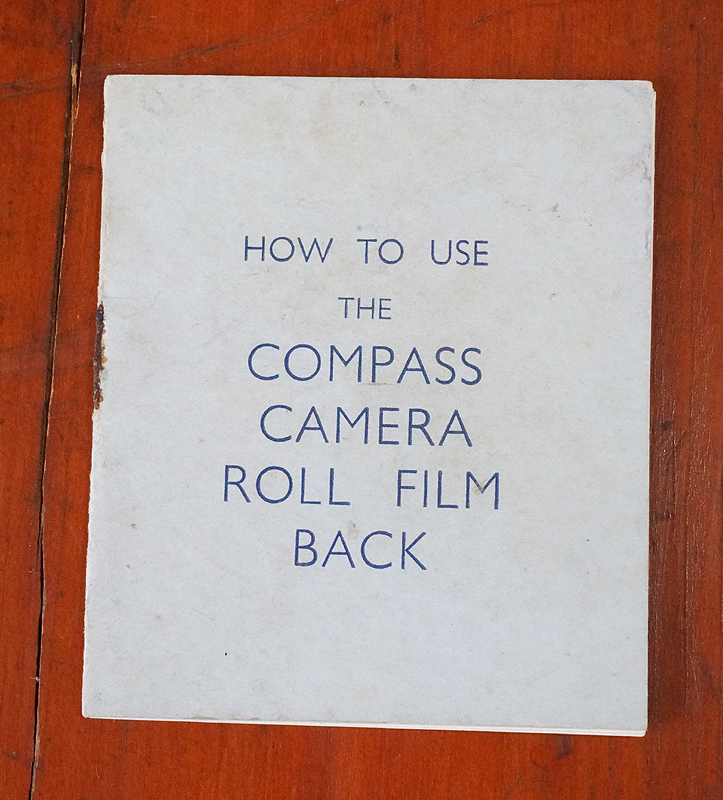 HOW TO USE
THE
COMPASS
CAMERA
ROLL FILM
BACK